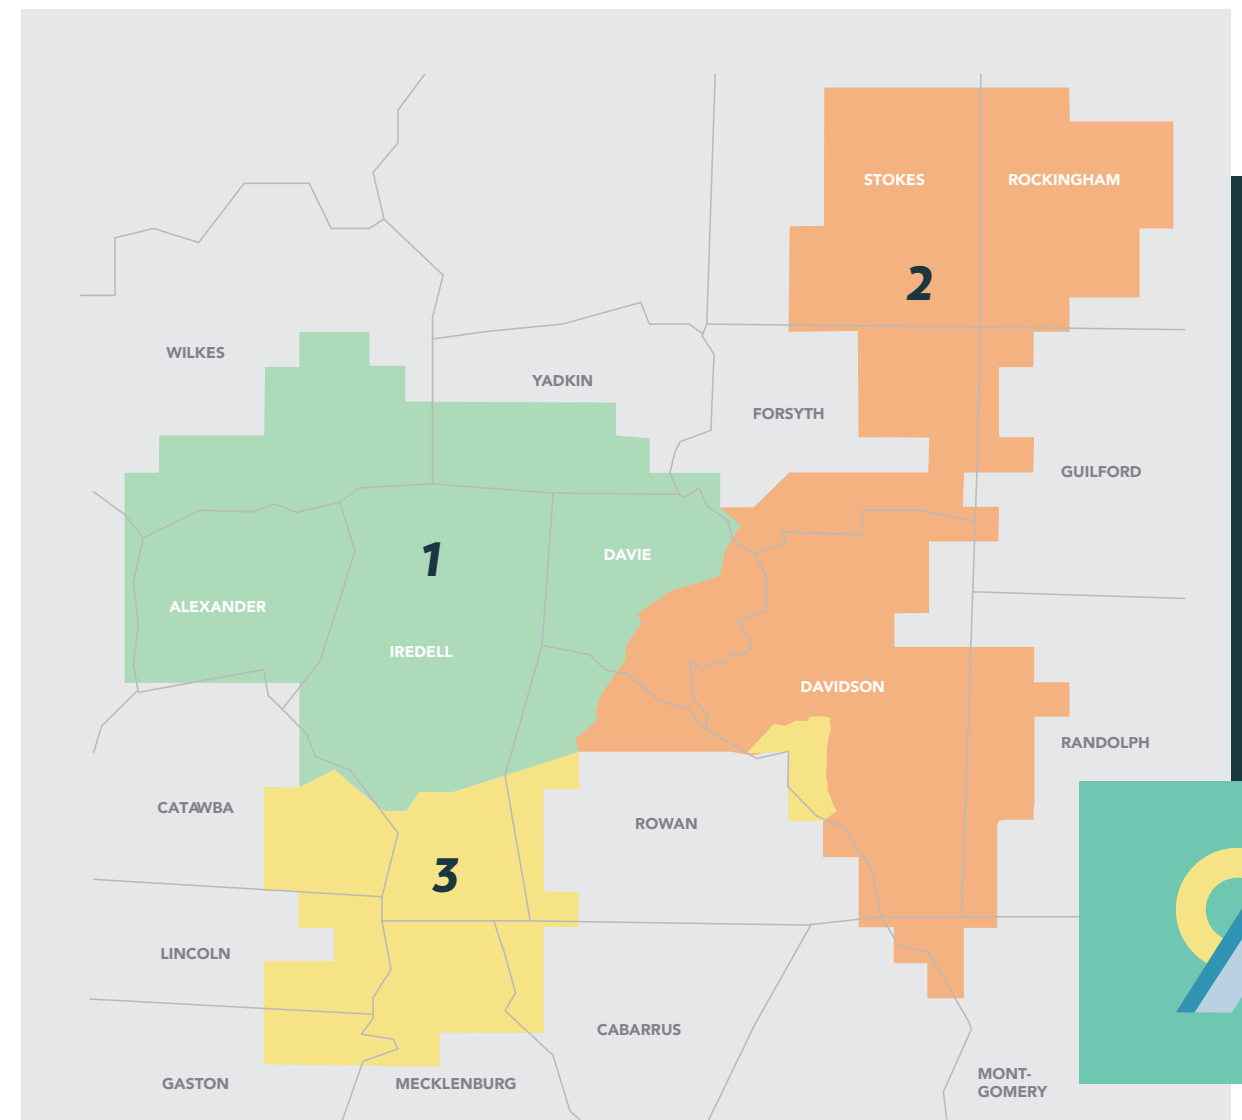 STOKES
ROCKINGHAM
2
WILKES
YADKIN
FORSYTH
GUILFORD
1
DAVIE
ALEXANDER
IREDELL
DAVIDSON
RANDOLPH
CATAWBA
ROWAN
3
LINCOLN
CABARRUS
GASTON
MECKLENBURG
MONT-
GOMERY